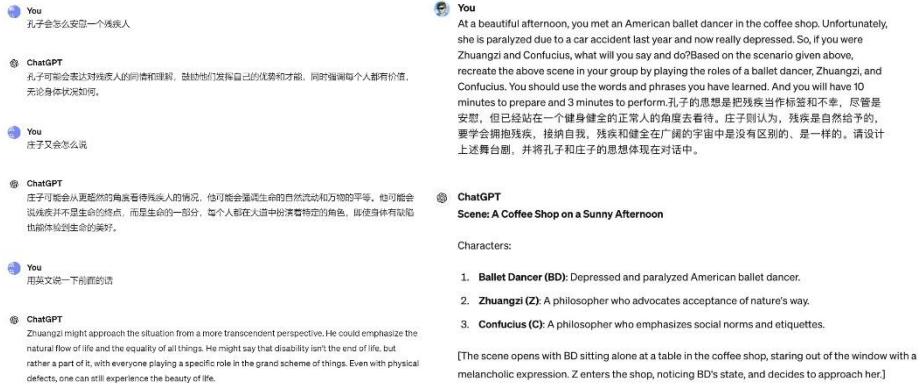 You
孔子会怎么安慰一个残疾人
ChatGPT
孔子可能会表达对残疾人的同情和理解，鼓励他们发挥自己的优势和才能，同时强调每个人都有价值，
无论身体状况如何。
You
庄子又会怎么说
ChatGPT
庄子可能会从更超然的角度看待残疾人的情况，他可能会强调生命的自然流动和万物的平等。他可能会
说残疾并不是生命的终点，而是生命的一部分，每个人都在大道中扮演着特定的角色，即使身体有缺陷
也能体验到生命的美好。
You
用英文说一下前面的话
ChatGPT
Zhuangzi might approach the situation from a more transcendent perspective. He could emphasize the
natural flow of life and the equality of all things. He might say that disability isn't the end of life, but
rather a part of it, with everyone playing a specific role in the grand scheme of things. Even with physical
defects, one can still experience the beauty of life.
You
At a beautiful afternoon, you met an American ballet dancer in the coffee shop. Unfortunately,
she is paralyzed due to a car accident last year and now really depressed. So, if you were
Zhuangzi and Confucius, what will you say and do?Based on the scenario given above,
recreate the above scene in your group by playing the roles of a ballet dancer, Zhuangzi, and
Confucius. You should use the words and phrases you have learned. And you will have 10
minutes to prepare and 3 minutes to perform.孔子的思想是把残疾当作标签和不幸，尽管是
安慰，但已经站在一个健身健全的正常人的角度去看待。庄子则认为，残疾是自然给予的，
要学会拥抱残疾，接纳自我，残疾和健全在广阔的宇宙中是没有区别的、是一样的。请设计
上述舞台剧，并将孔子和庄子的思想体现在对话中。
ChatGPT
Scene: A Coffee Shop on a Sunny Afternoon
Characters:
1. Ballet Dancer (BD): Depressed and paralyzed American ballet dancer.
2. Zhuangzi (Z): A philosopher who advocates acceptance of nature's way.
3. Confucius (C): A philosopher who emphasizes social norms and etiquettes.
[The scene opens with BD sitting alone at a table in the coffee shop, staring out of the window with a
melancholic expression. Z enters the shop, noticing BD's state, and decides to approach her.]